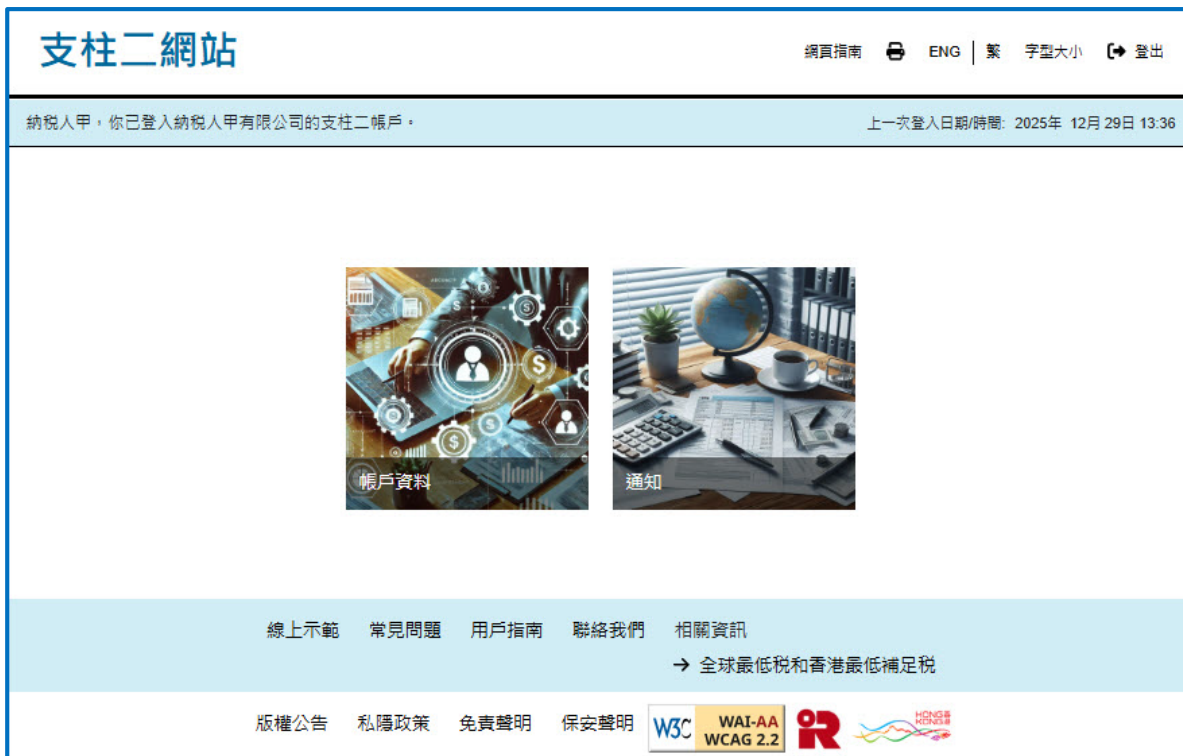 支柱二網站
網頁指南 ENG | 繁 字型大小 登出
納稅人甲，你已登入納稅人甲有限公司的支柱二帳戶。
上一次登入日期/時間: 2025年 12月 29日 13:36
帳戶資料
通知
線上示範 常見問題 用戶指南 聯絡我們 相關資訊
→ 全球最低稅和香港最低補足稅
版權公告 私隱政策 免責聲明 保安聲明 W3C WAI-AA WCAG 2.2 HONG KONG 香港